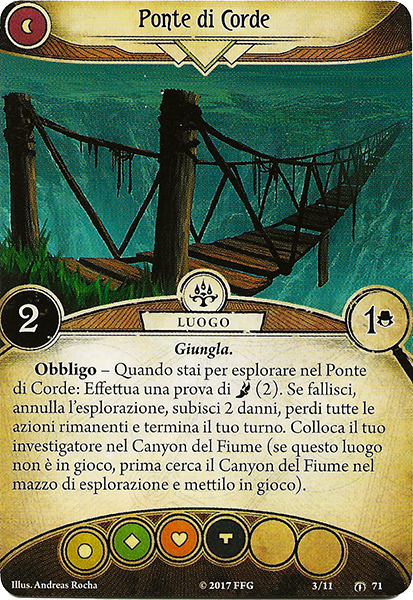 Ponte di Corde
2
LUOGO
1
Giungla.
Obbligo – Quando stai per esplorare nel Ponte
di Corde: Effettua una prova di (2). Se fallisci,
annulla l'esplorazione, subisci 2 danni, perdi tutte le
azioni rimanenti e termina il tuo turno. Colloca il tuo
investigatore nel Canyon del Fiume (se questo luogo
non è in gioco, prima cerca il Canyon del Fiume nel
mazzo di esplorazione e mettilo in gioco).
Illus. Andreas Rocha © 2017 FFG 3/11 71